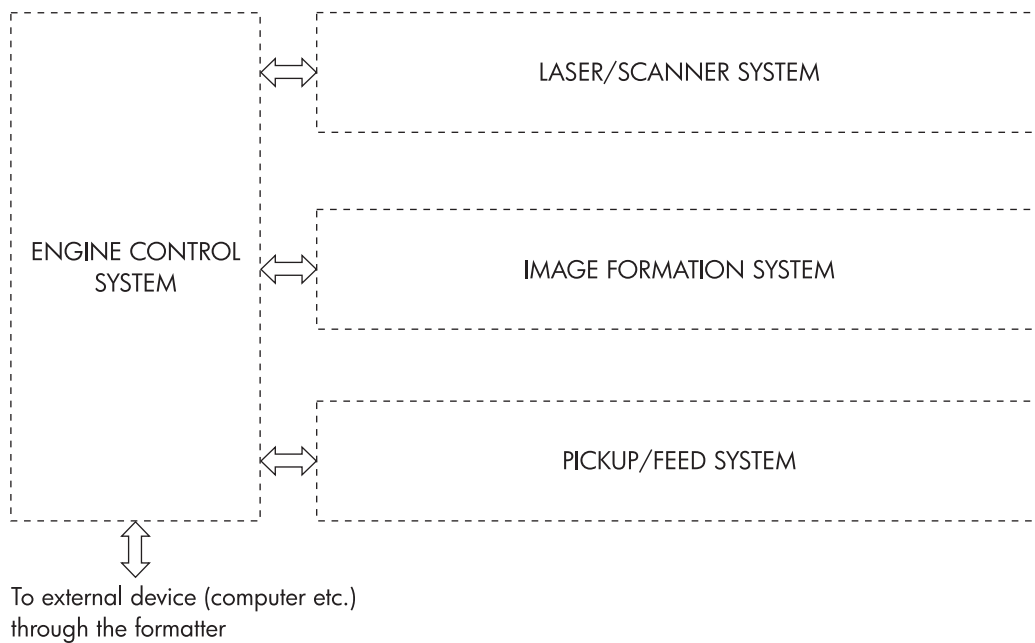 LASER/SCANNER SYSTEM
ENGINE CONTROL
SYSTEM
IMAGE FORMATION SYSTEM
PICKUP/FEED SYSTEM
To external device (computer etc.)
through the formatter